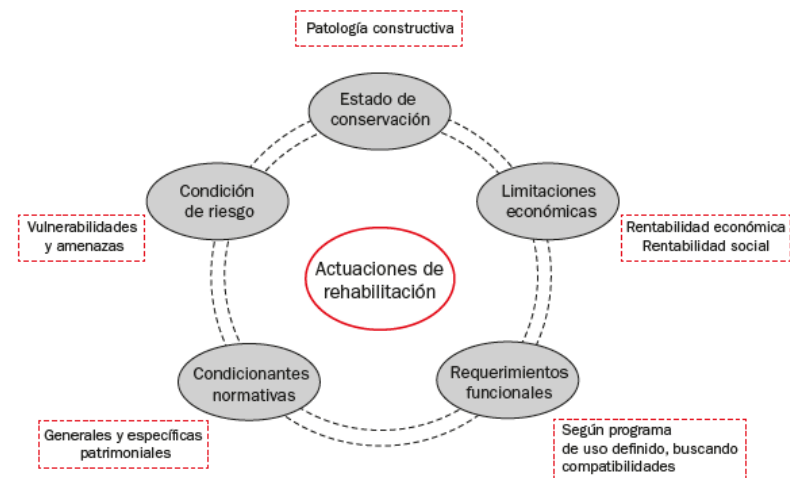 Patología constructiva
Estado de
conservación
Condición
de riesgo
Limitaciones
económicas
Vulnerabilidades
y amenazas
Rentabilidad económica
Rentabilidad social
Actuaciones de
rehabilitación
Condicionantes
normativas
Requerimientos
funcionales
Generales y específicas
patrimoniales
Según programa
de uso definido, buscando
compatibilidades